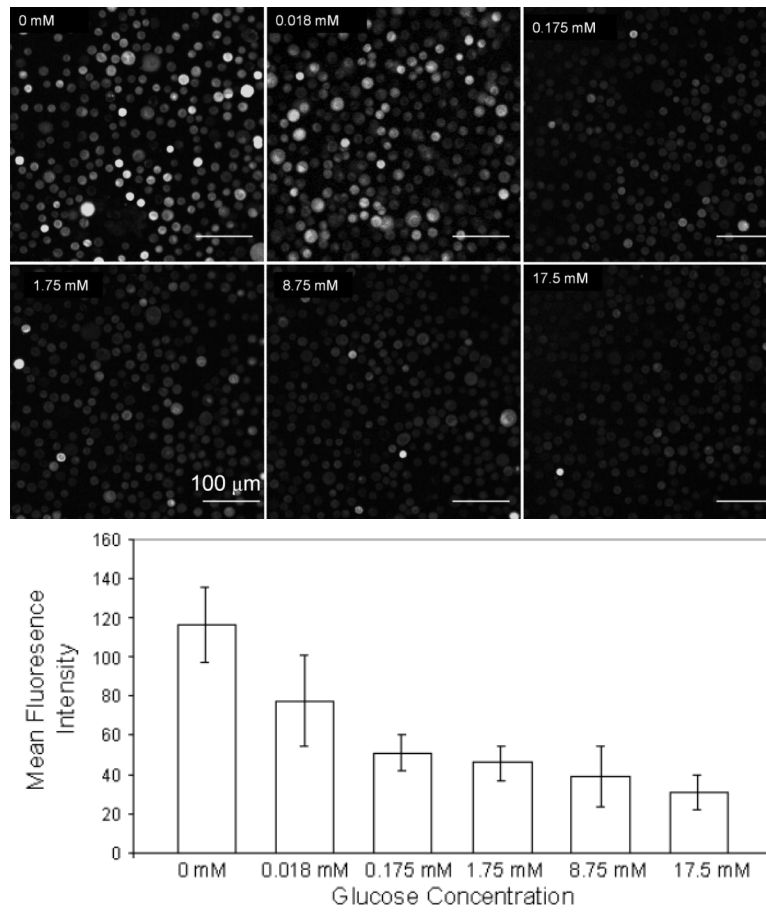 0 mM
0.018 mM
0.175 mM
1.75 mM
8.75 mM
17.5 mM
100 μm
160
140
120
100
80
60
40
20
0
Mean Fluoresence
Intensity
0 mM 0.018 mM 0.175 mM 1.75 mM 8.75 mM 17.5 mM
Glucose Concentration